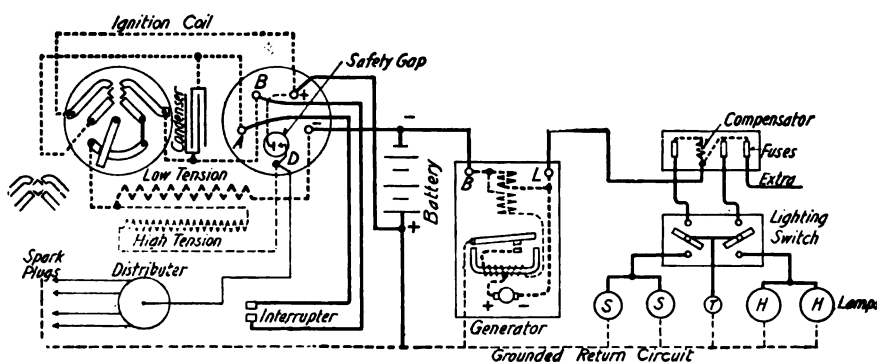 Ignition Coil
Safety Gap
B
+
-
A
D
Condenser
Low Tension
High Tension
Spark
Plugs
Distributer
Interrupter
-
Battery
+
B
L
+
-
Generator
Compensator
Fuses
Extra
Lighting
Switch
S
S
T
H
H
Lamps
Grounded Return Circuit